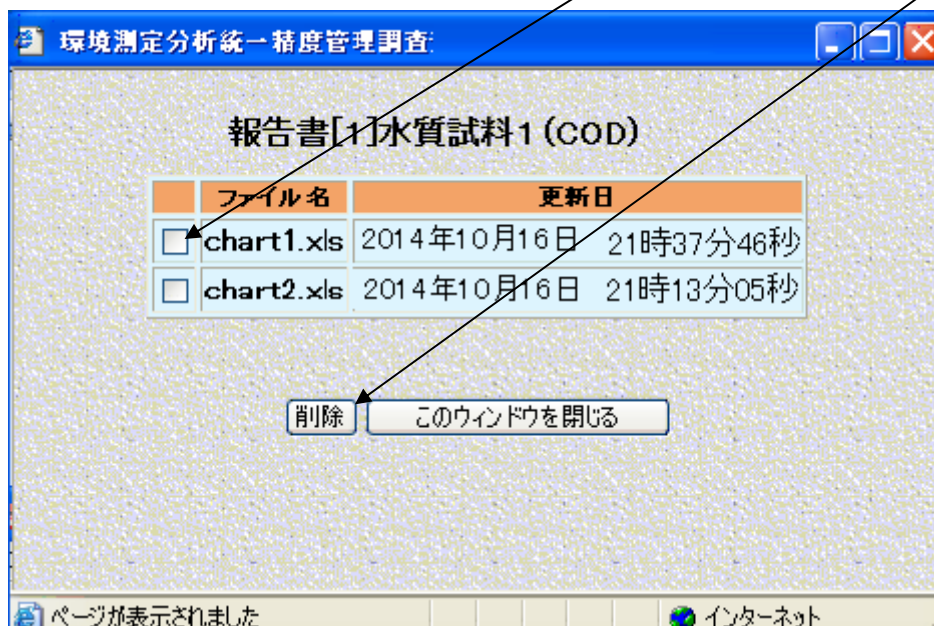 環境測定分析統一精度管理調査
報告書[1]水質試料1(COD)
ファイル名 更新日
chart1.xls 2014年10月16日 21時37分46秒
chart2.xls 2014年10月16日 21時13分05秒
削除 このウィンドウを閉じる
ページが表示されました インターネット